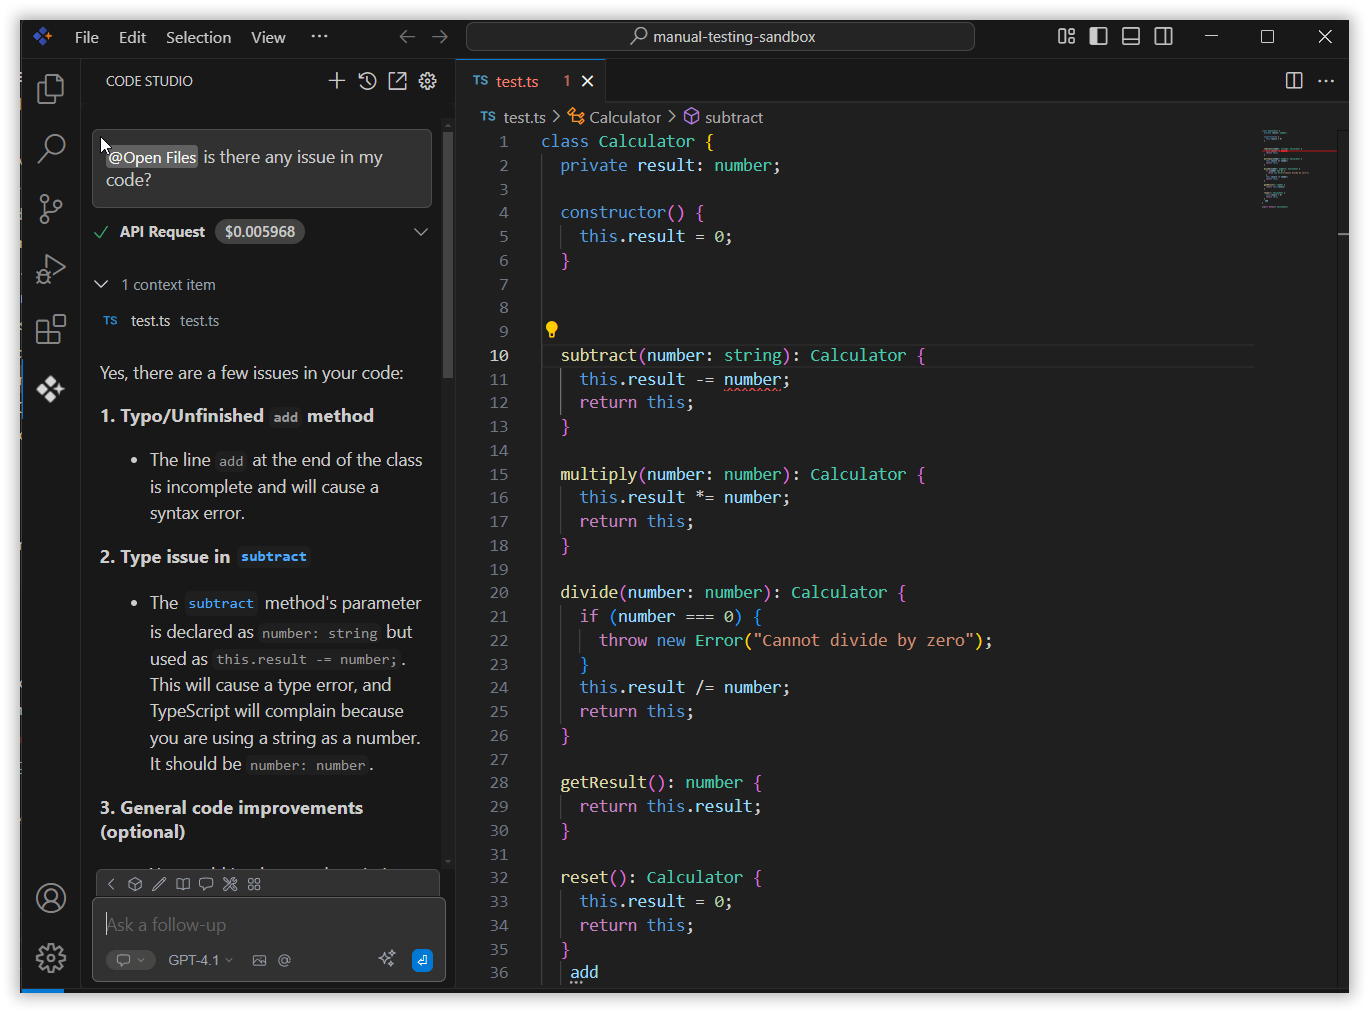 File Edit Selection View ···
manual-testing-sandbox
CODE STUDIO
@Open Files is there any issue in my
code?
API Request $0.005968
1 context item
TS test.ts test.ts
Yes, there are a few issues in your code:
1. Typo/Unfinished add method
• The line add at the end of the class
is incomplete and will cause a
syntax error.
2. Type issue in subtract
• The subtract method's parameter
is declared as number: string but
used as this.result -= number; .
This will cause a type error, and
TypeScript will complain because
you are using a string as a number.
It should be number: number .
3. General code improvements
(optional)
Ask a follow-up
GPT-4.1
TS test.ts 1
TS test.ts > Calculator > subtract
1 class Calculator {
2 private result: number;
3
4 constructor() {
5 this.result = 0;
6 }
7
8
9
10 subtract(number: string): Calculator {
11 this.result -= number;
12 return this;
13 }
14
15 multiply(number: number): Calculator {
16 this.result *= number;
17 return this;
18 }
19
20 divide(number: number): Calculator {
21 if (number === 0) {
22 throw new Error("Cannot divide by zero");
23 }
24 this.result /= number;
25 return this;
26 }
27
28 getResult(): number {
29 return this.result;
30 }
31
32 reset(): Calculator {
33 this.result = 0;
34 return this;
35 }
36 add